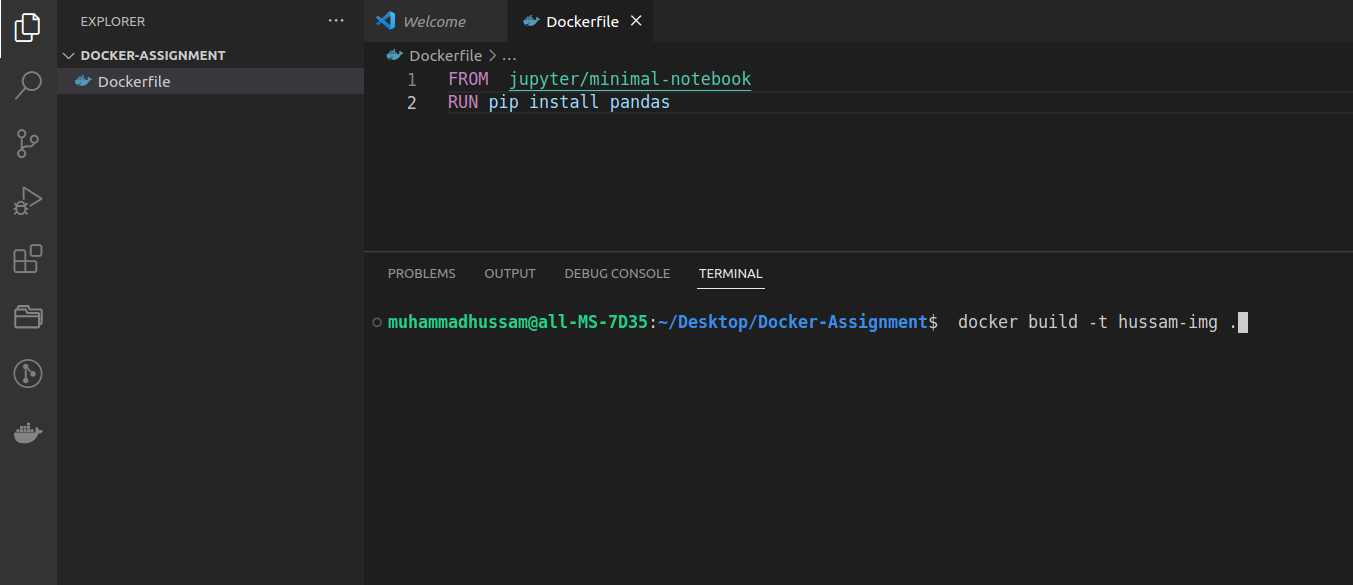 EXPLORER ...
DOCKER-ASSIGNMENT
Dockerfile
Welcome
Dockerfile
Dockerfile > ...
1 FROM  jupyter/minimal-notebook
2 RUN pip install pandas
PROBLEMS OUTPUT DEBUG CONSOLE TERMINAL
muhammadhussam@all-MS-7D35:~/Desktop/Docker-Assignment$  docker build -t hussam-img .